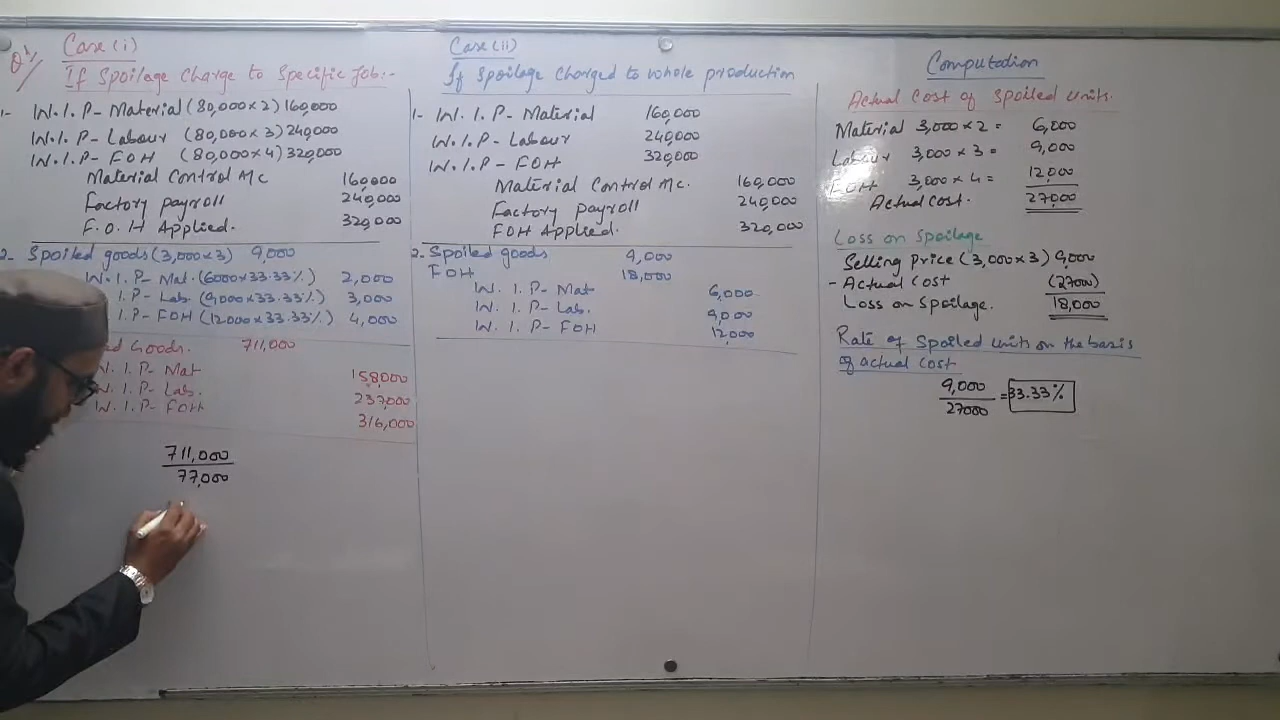 Q1/
Case (i)
If Spoilage Charge to Specific Job:-
1- W.I.P- Material (80,000 x 2) 160,000
W.I.P- Labour (80,000 x 3) 240,000
W.I.P- FOH (80,000 x 4) 320,000
Material Control A/c 160,000
Factory payroll 240,000
F.O.H Applied. 320,000
2- Spoiled goods (3,000 x 3) 9,000
W.I.P- Mat. (6000 x 33.33%) 2,000
I.P- Lab. (9,000 x 33.33%) 3,000
I.P- FOH (12000 x 33.33%) 4,000
Goods. 711,000
W.I.P- Mat 158,000
W.I.P- Lab. 237,000
W.I.P- FOH 316,000
711,000
77,000
Case (ii)
If Spoilage Charged to whole production
1- W.I.P- Material 160,000
W.I.P- Labour 240,000
W.I.P- FOH 320,000
Material Control A/c. 160,000
Factory payroll 240,000
FOH Applied. 320,000
2- Spoiled goods 9,000
FOH 18,000
W.I.P- Mat 6,000
W.I.P- Lab. 9,000
W.I.P- FOH 12,000
Computation
Actual Cost of Spoiled units.
Material 3,000 x 2 = 6,000
Labour 3,000 x 3 = 9,000
FOH 3,000 x 4 = 12,000
Actual Cost. 27,000
Loss on Spoilage
Selling Price (3,000 x 3) 9,000
- Actual Cost (27000)
Loss on Spoilage. 18,000
Rate of Spoiled units on the basis
of actual Cost
9,000
27000
= 33.33%